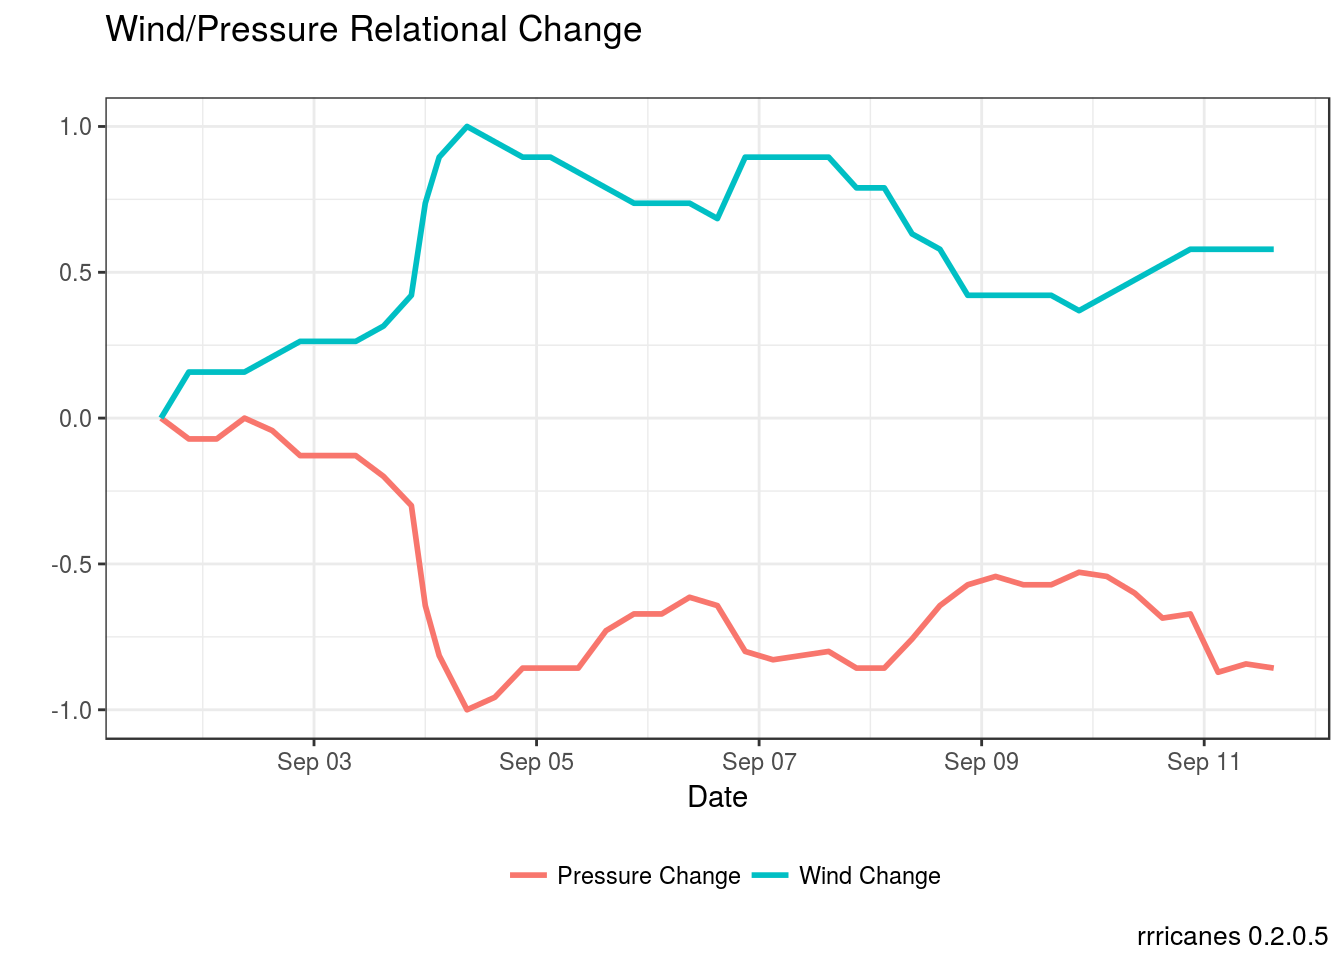 Wind/Pressure Relational Change
1.0
0.5
0.0
-0.5
-1.0
Sep 03 Sep 05 Sep 07 Sep 09 Sep 11
Date
Pressure Change Wind Change
rrricanes 0.2.0.5